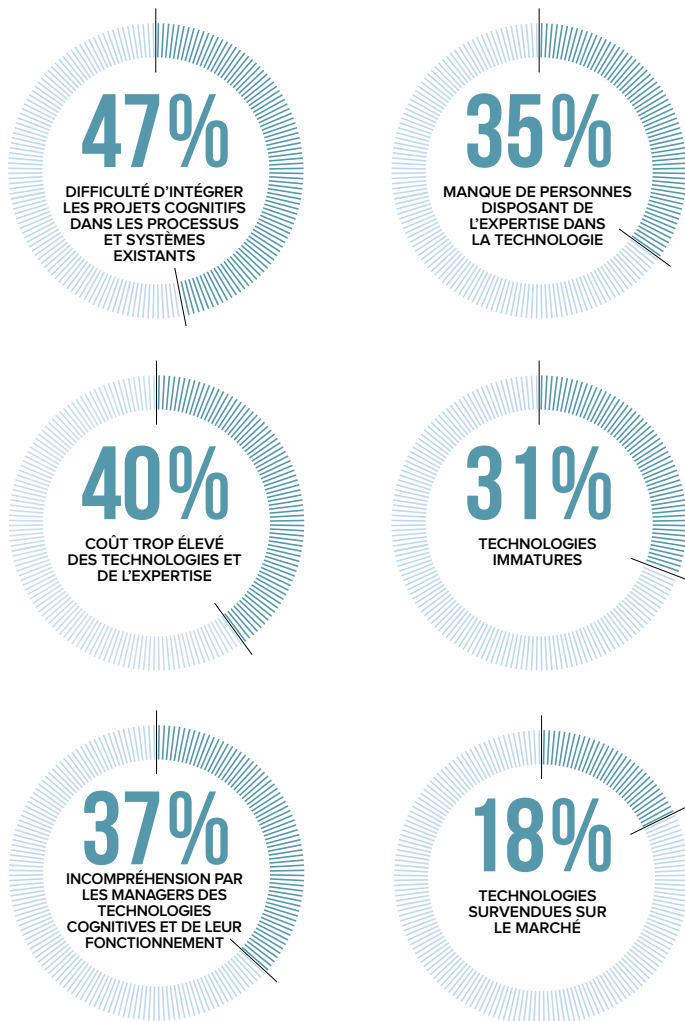 47%
DIFFICULTÉ D'INTÉGRER
LES PROJETS COGNITIFS
DANS LES PROCESSUS
ET SYSTÈMES
EXISTANTS
35%
MANQUE DE PERSONNES
DISPOSANT DE
L'EXPERTISE DANS
LA TECHNOLOGIE
40%
COÛT TROP ÉLEVÉ
DES TECHNOLOGIES ET
DE L'EXPERTISE
31%
TECHNOLOGIES
IMMATURES
37%
INCOMPRÉHENSION PAR
LES MANAGERS DES
TECHNOLOGIES
COGNITIVES ET DE LEUR
FONCTIONNEMENT
18%
TECHNOLOGIES
SURVENDUES SUR
LE MARCHÉ